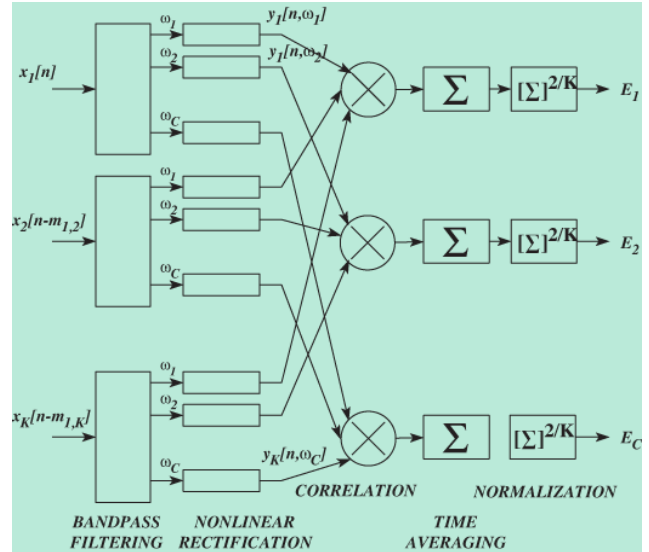 ω1 y1[n,ω1]
x1[n] ω2 y1[n,ω2]
Σ [Σ]^2/K E1
ωC
ω1
x2[n-m1,2] ω2
Σ [Σ]^2/K E2
ωC
ω1
xK[n-m1,K] ω2
Σ [Σ]^2/K EC
ωC yK[n,ωC]
CORRELATION NORMALIZATION
BANDPASS NONLINEAR TIME
FILTERING RECTIFICATION AVERAGING